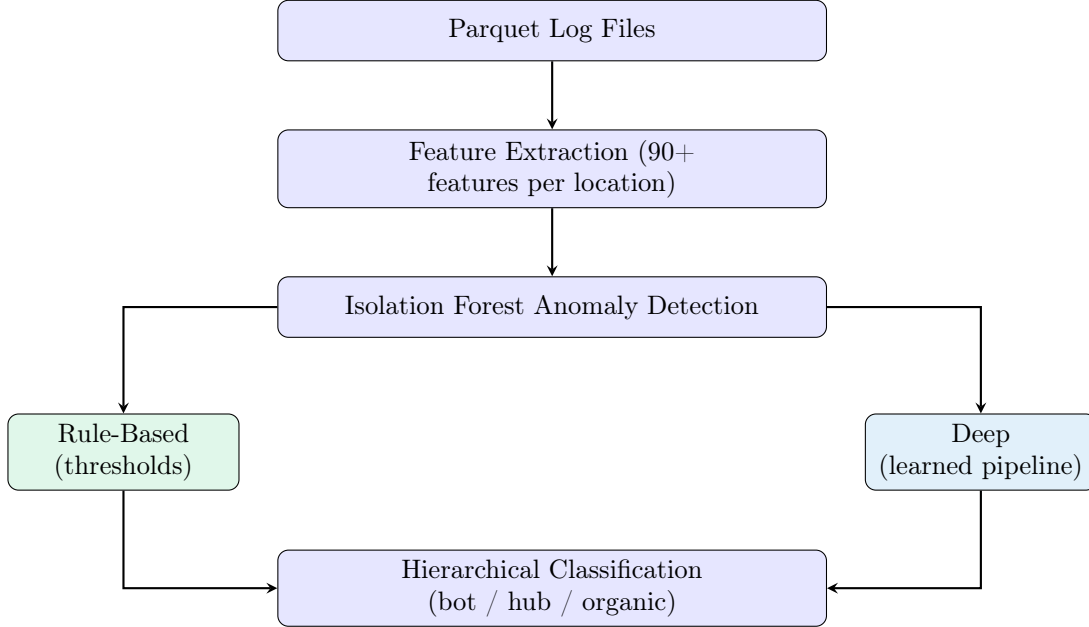 Parquet Log Files
Feature Extraction (90+
features per location)
Isolation Forest Anomaly Detection
Rule-Based
(thresholds)
Deep
(learned pipeline)
Hierarchical Classification
(bot / hub / organic)